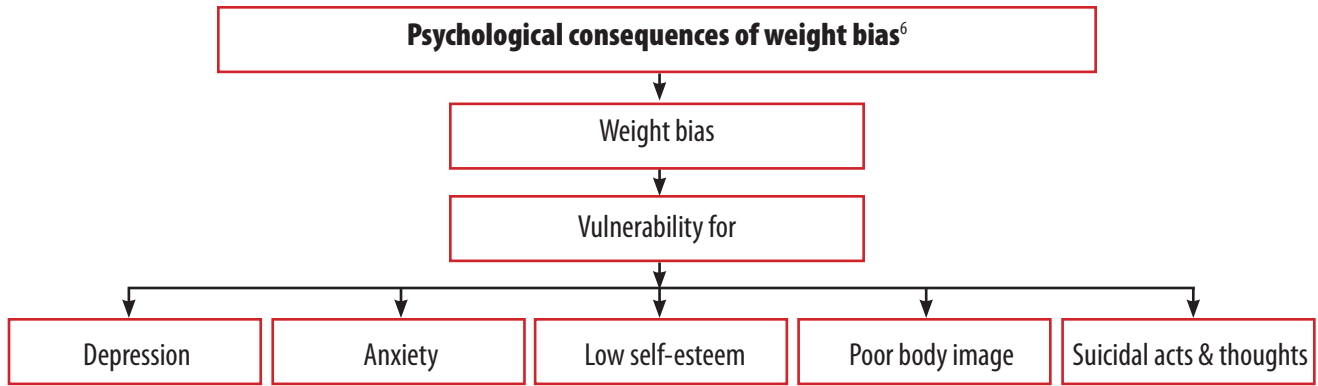 Psychological consequences of weight bias⁶
Weight bias
Vulnerability for
Depression
Anxiety
Low self-esteem
Poor body image
Suicidal acts & thoughts